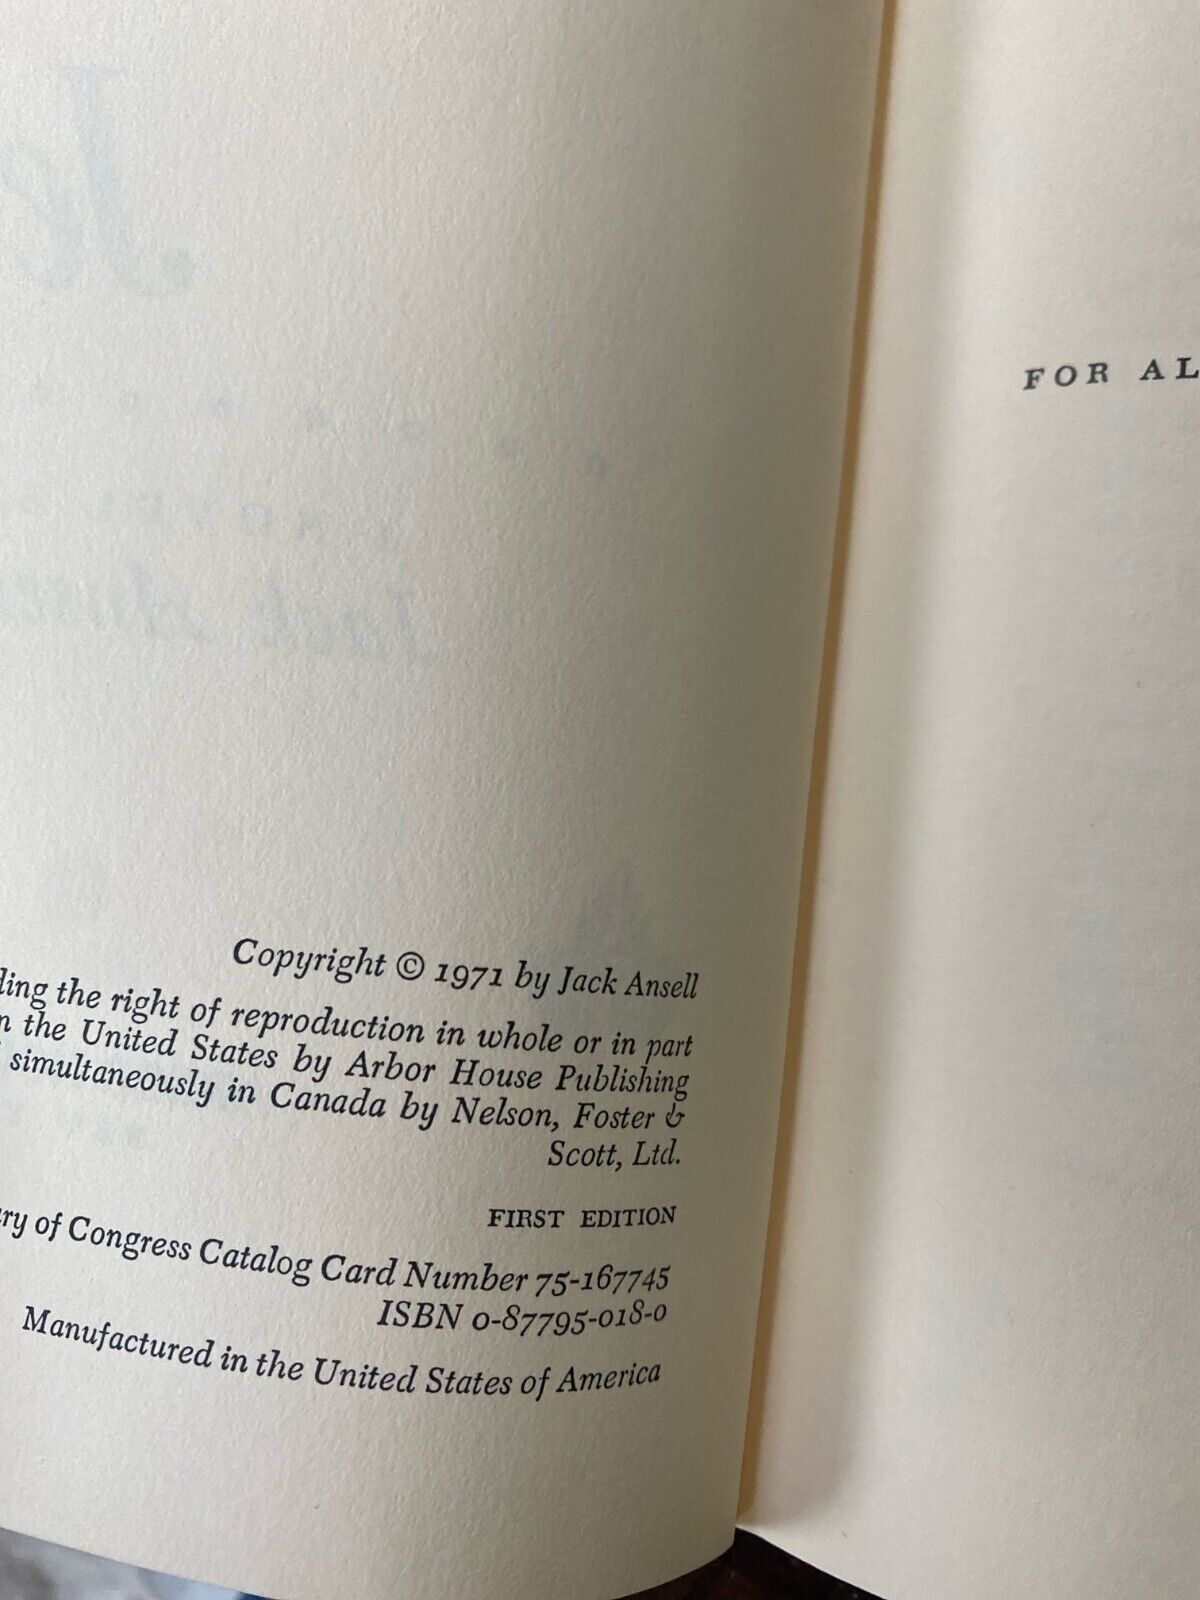 Copyright © 1971 by Jack Ansell
the right of reproduction in whole or in part
the United States by Arbor House Publishing
simultaneously in Canada by Nelson, Foster &
Scott, Ltd.
FIRST EDITION
of Congress Catalog Card Number 75-167745
ISBN 0-87795-018-0
Manufactured in the United States of America
FOR AL